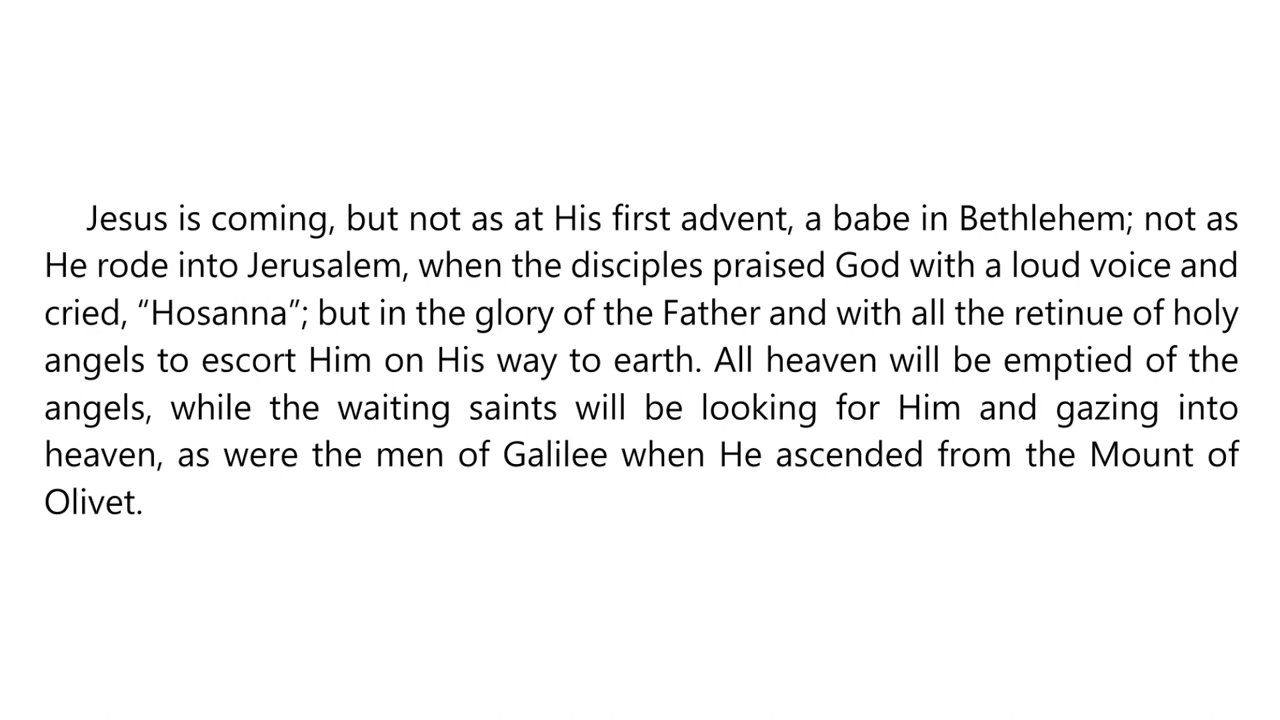 Jesus is coming, but not as at His first advent, a babe in Bethlehem; not as
He rode into Jerusalem, when the disciples praised God with a loud voice and
cried, “Hosanna”; but in the glory of the Father and with all the retinue of holy
angels to escort Him on His way to earth. All heaven will be emptied of the
angels, while the waiting saints will be looking for Him and gazing into
heaven, as were the men of Galilee when He ascended from the Mount of
Olivet.